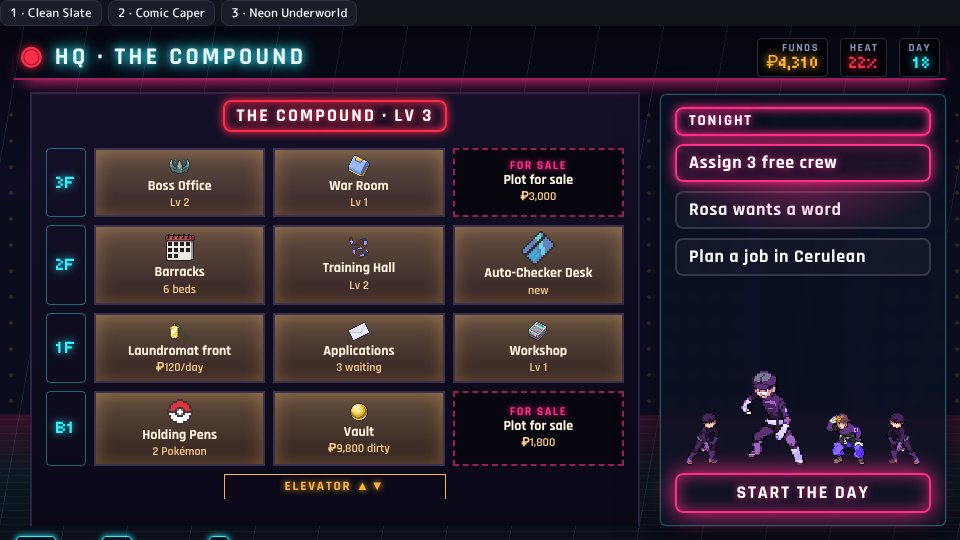 1 · Clean Slate
2 · Comic Caper
3 · Neon Underworld
HQ · THE COMPOUND
FUNDS
₽4,310
HEAT
22%
DAY
18
THE COMPOUND · LV 3
3F
Boss Office
Lv 2
War Room
Lv 1
FOR SALE
Plot for sale
₽3,000
2F
Barracks
6 beds
Training Hall
Lv 2
Auto-Checker Desk
new
1F
Laundromat front
₽120/day
Applications
3 waiting
Workshop
Lv 1
B1
Holding Pens
2 Pokémon
Vault
₽9,800 dirty
FOR SALE
Plot for sale
₽1,800
ELEVATOR ▲ ▼
TONIGHT
Assign 3 free crew
Rosa wants a word
Plan a job in Cerulean
START THE DAY